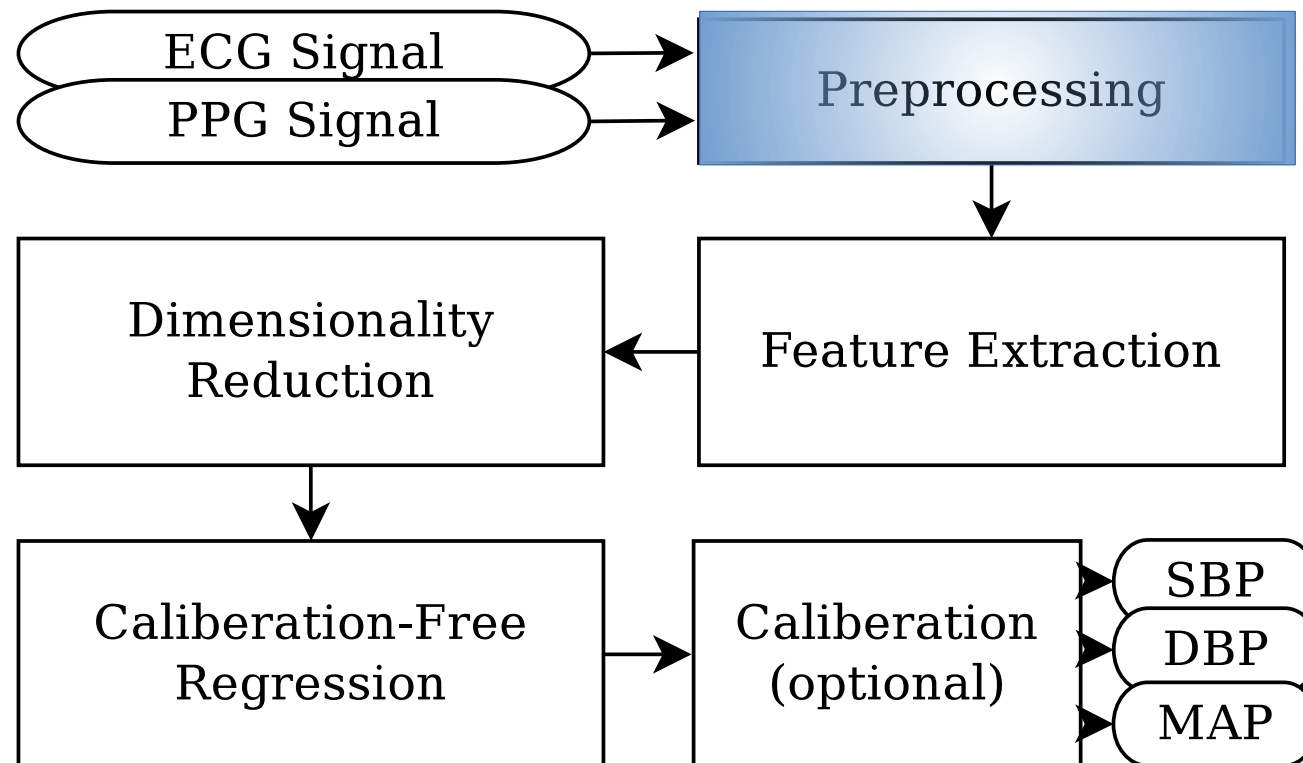 ECG Signal
PPG Signal
Preprocessing
Feature Extraction
Dimensionality
Reduction
Caliberation-Free
Regression
Caliberation
(optional)
SBP
DBP
MAP